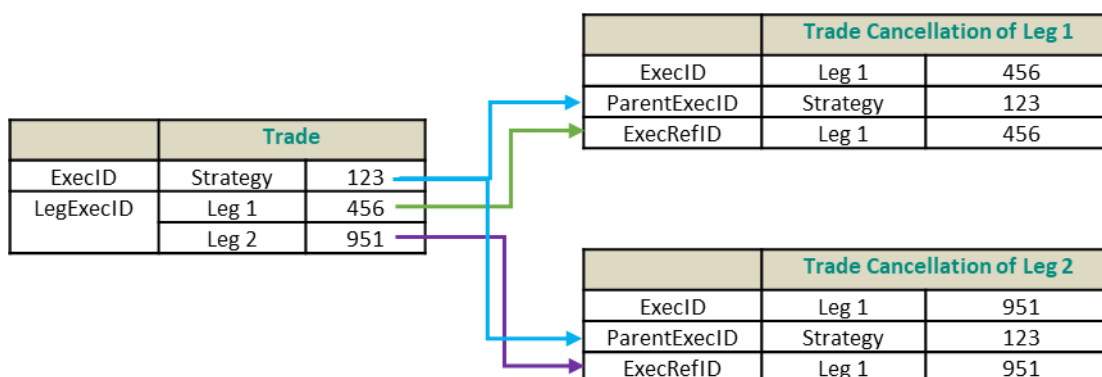 Trade Cancellation of Leg 1
ExecID Leg 1 456
ParentExecID Strategy 123
ExecRefID Leg 1 456
Trade
ExecID Strategy 123
LegExecID Leg 1 456
Leg 2 951
Trade Cancellation of Leg 2
ExecID Leg 1 951
ParentExecID Strategy 123
ExecRefID Leg 1 951